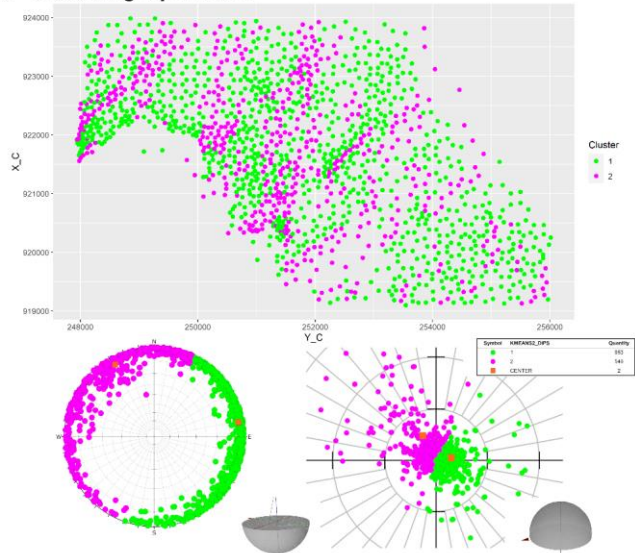 924000
923000
922000
921000
920000
919000
X_C
248000 250000 252000 254000 256000
Y_C
Cluster
1
2
N
E
S
W
Symbol KMEANS2_DIPS Quantity
1
2
CENTER 2